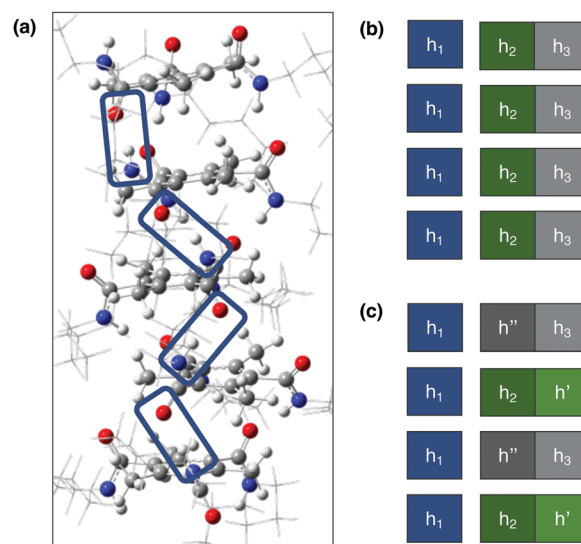 (a)
(b)
h₁ h₂ h₃
h₁ h₂ h₃
h₁ h₂ h₃
h₁ h₂ h₃
(c)
h₁ h" h₃
h₁ h₂ h'
h₁ h" h₃
h₁ h₂ h'